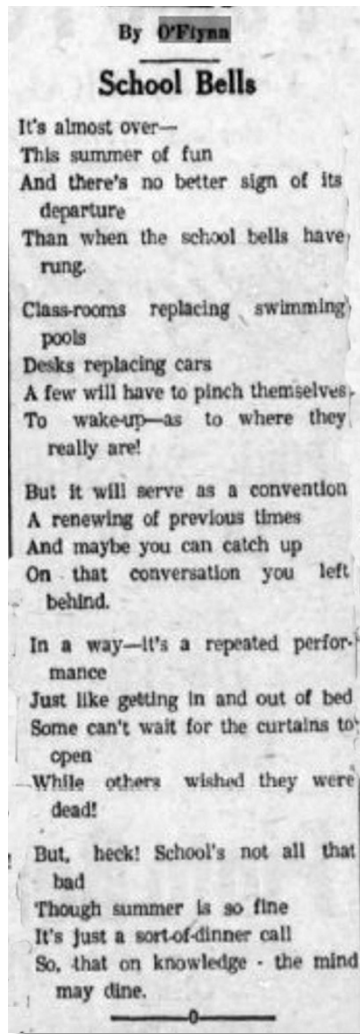 By O'Flynn
School Bells
It's almost over—
This summer of fun
And there's no better sign of its
departure
Than when the school bells have
rung.
Class-rooms replacing swimming
pools
Desks replacing cars
A few will have to pinch themselves
To wake-up—as to where they
really are!
But it will serve as a convention
A renewing of previous times
And maybe you can catch up
On that conversation you left
behind.
In a way—it's a repeated perfor-
mance
Just like getting in and out of bed
Some can't wait for the curtains to
open
While others wished they were
dead!
But, heck! School's not all that
bad
Though summer is so fine
It's just a sort-of-dinner call
So, that on knowledge - the mind
may dine.
—0—